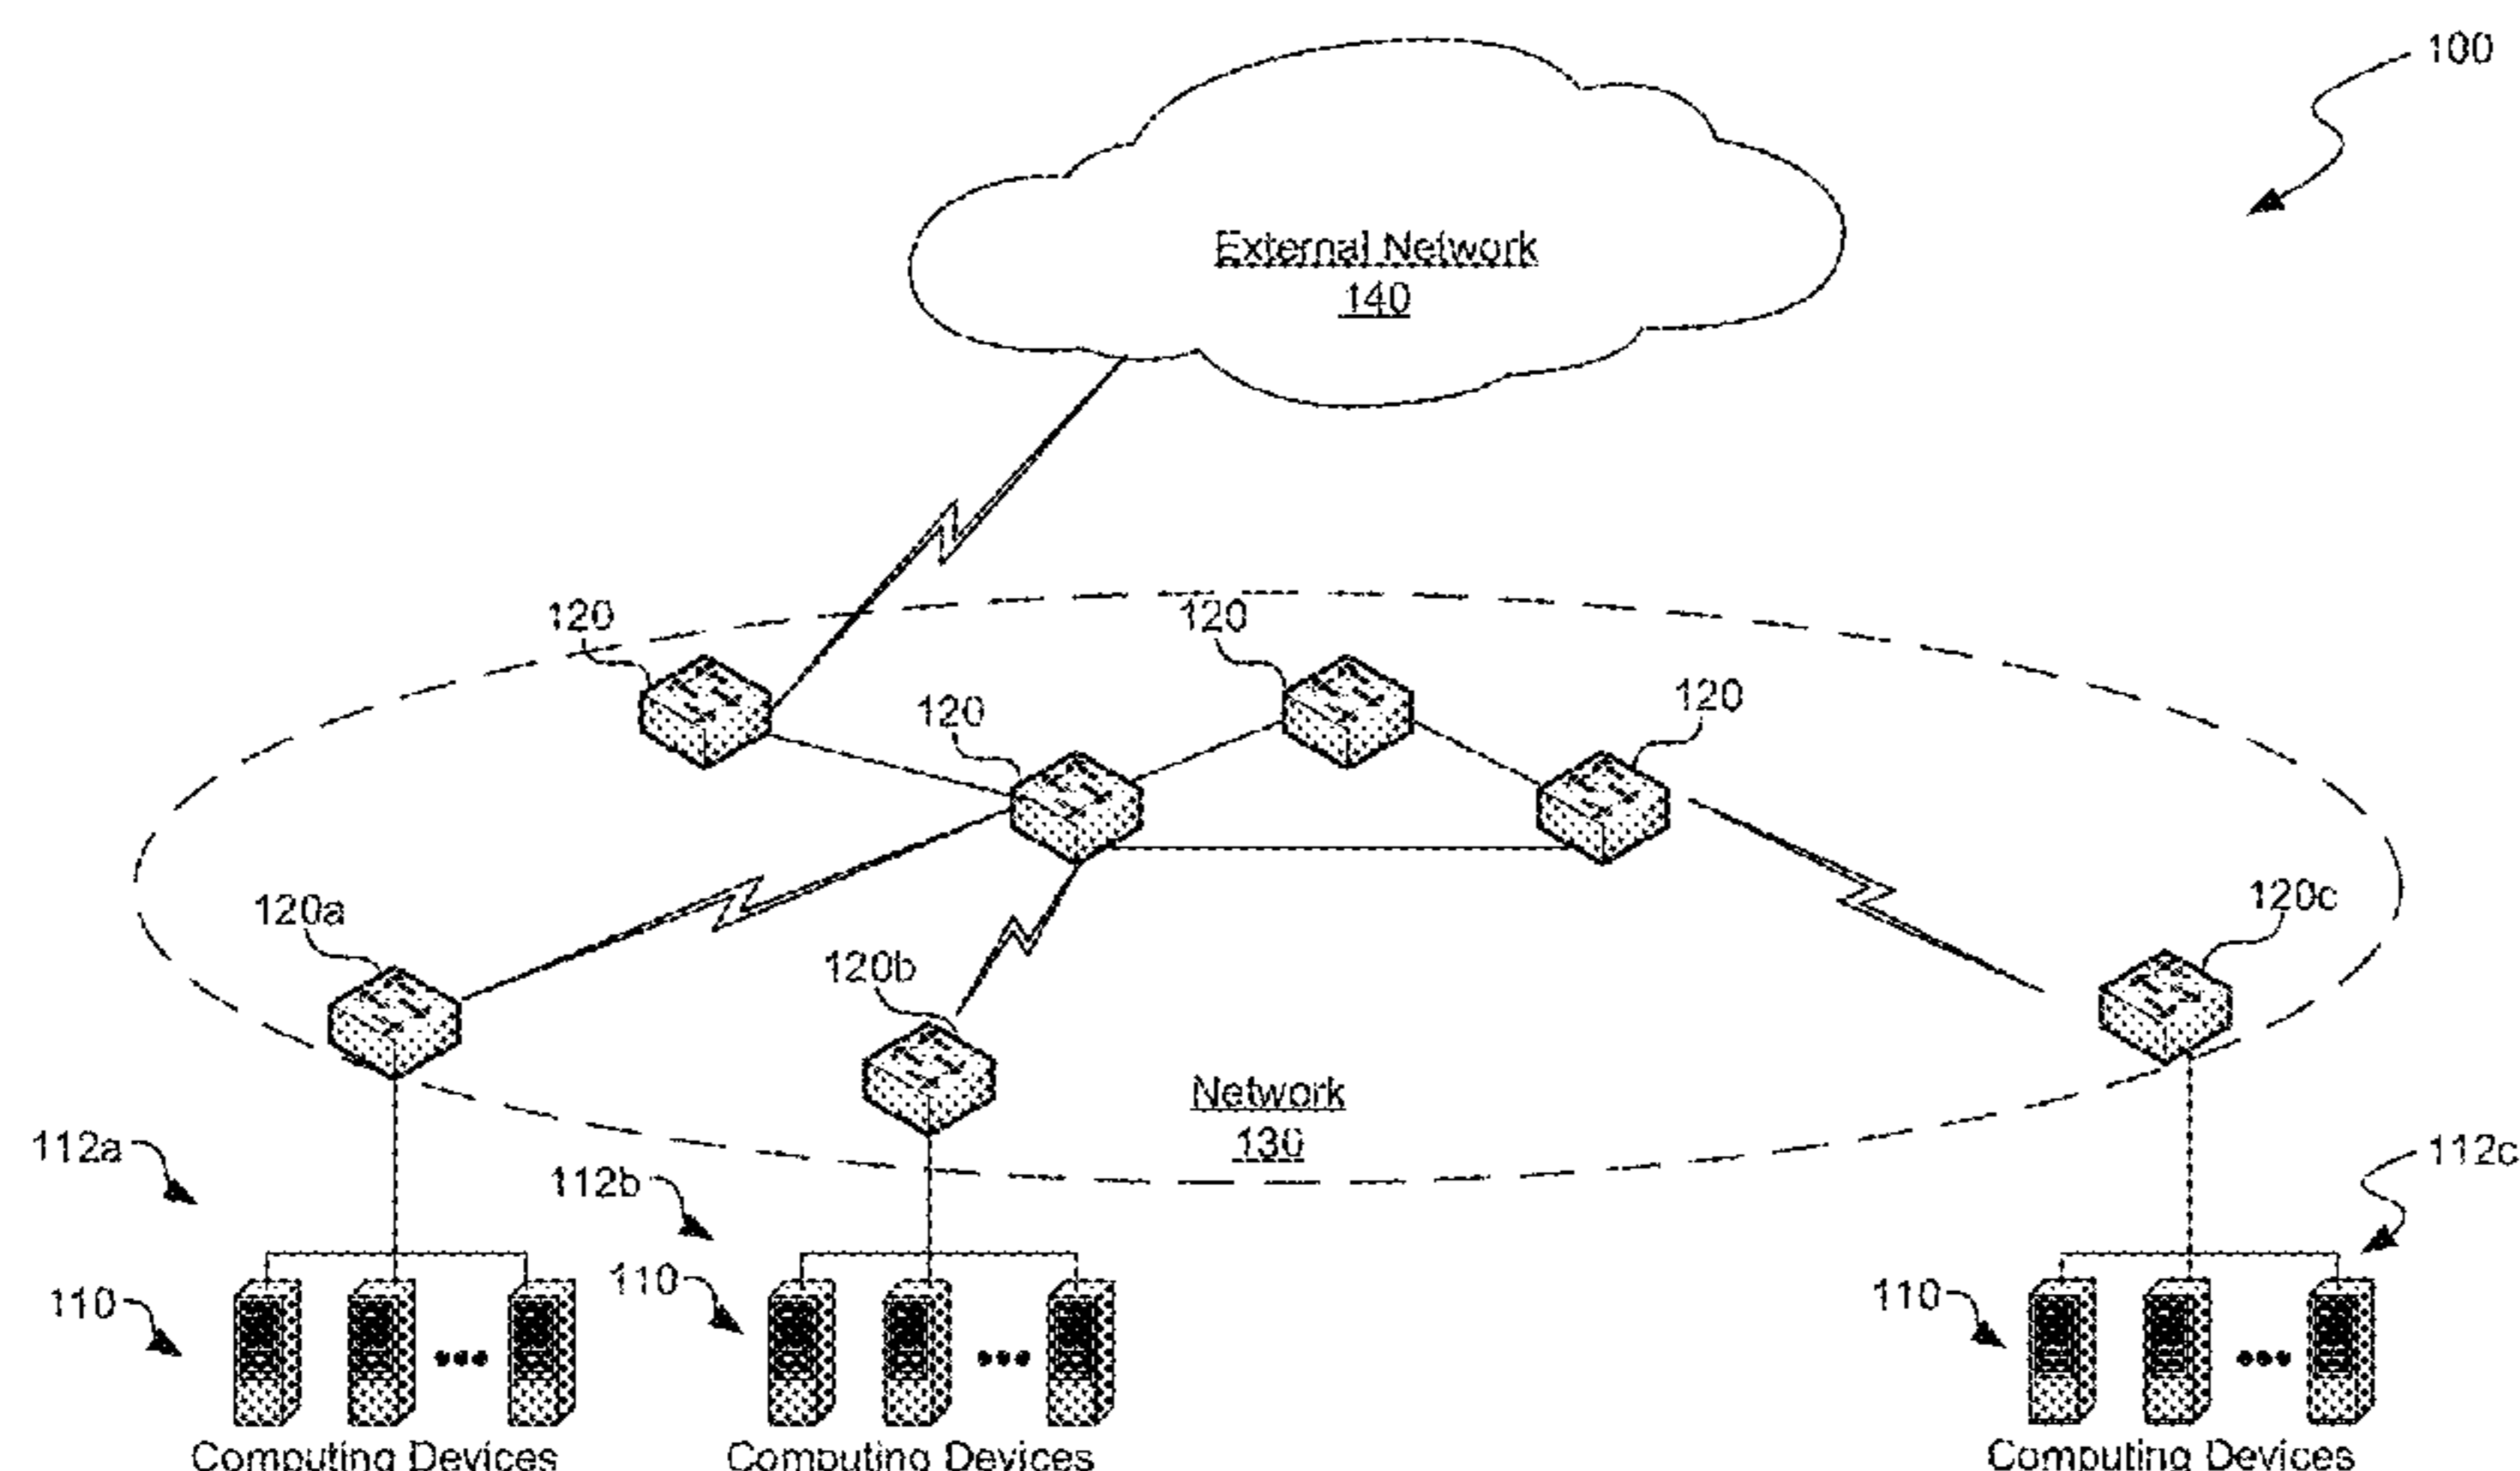 100
External Network
140
120
120
120
120
120a
120c
120b
Network
130
112a
112b
112c
110
110
110
Computing Devices
Computing Devices
Computing Devices